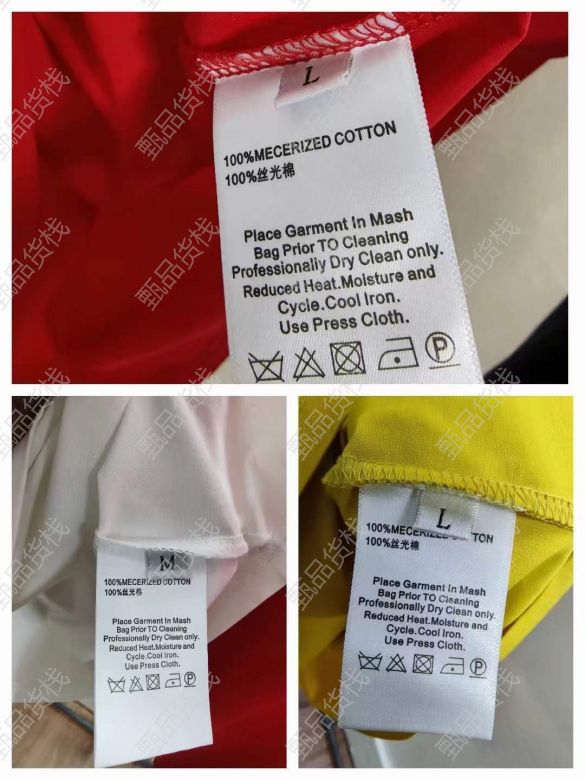 L
100%MECERIZED COTTON
100%丝光棉
Place Garment In Mash
Bag Prior TO Cleaning
Professionally Dry Clean only.
Reduced Heat.Moisture and
Cycle.Cool Iron.
Use Press Cloth.
P
M
100%MECERIZED COTTON
100%丝光棉
Place Garment In Mash
Bag Prior TO Cleaning
Professionally Dry Clean only.
Reduced Heat.Moisture and
Cycle.Cool Iron.
Use Press Cloth.
P
L
100%MECERIZED TON
100%丝光棉
Place Garment in Mash
Bag Prior TO Cleaning
Professionally Dry Clean only.
Reduced Heat.Moisture and
Cycle.Cool Iron.
Use Press Cloth.
P
甄品货栈